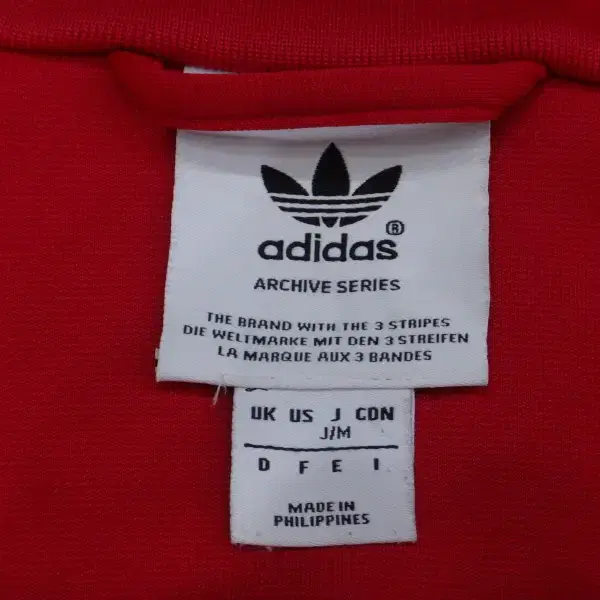 adidas®
ARCHIVE SERIES
THE BRAND WITH THE 3 STRIPES
DIE WELTMARKE MIT DEN 3 STREIFEN
LA MARQUE AUX 3 BANDES
UK US J CDN
J/M
D F E I
MADE IN
PHILIPPINES